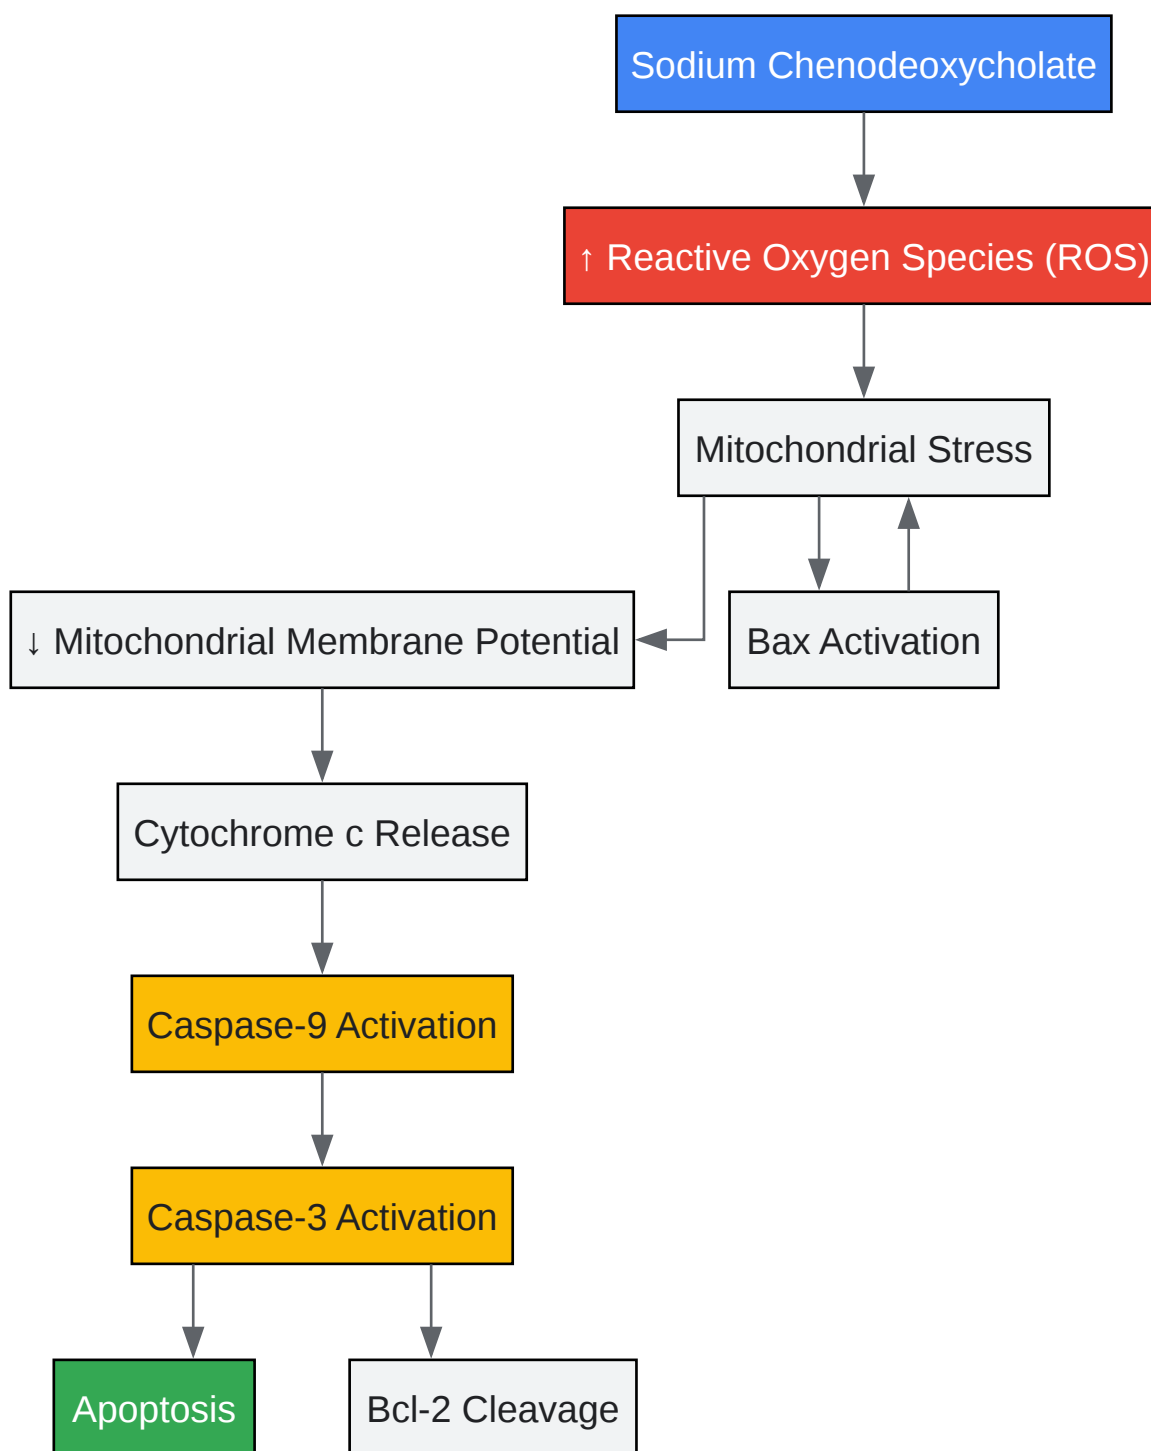 Sodium Chenodeoxycholate
↑ Reactive Oxygen Species (ROS)
Mitochondrial Stress
↓ Mitochondrial Membrane Potential
Bax Activation
Cytochrome c Release
Caspase-9 Activation
Caspase-3 Activation
Apoptosis
Bcl-2 Cleavage